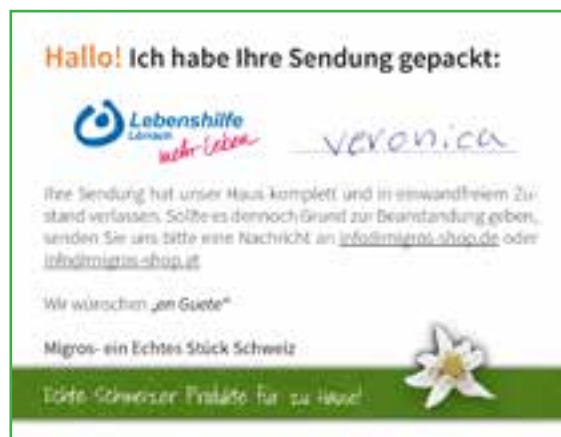 Hallo! Ich habe Ihre Sendung gepackt:
Lebenshilfe
Lörrach
mehr Leben
veronica
Ihre Sendung hat unser Haus komplett und in einwandfreiem Zu-
stand verlassen. Sollte es dennoch Grund zur Beanstandung geben,
senden Sie uns bitte eine Nachricht an info@migros-shop.de oder
info@migros-shop.at
Wir wünschen „en Guete“
Migros- ein Echtes Stück Schweiz
Echte Schweizer Produkte für zu Hause!